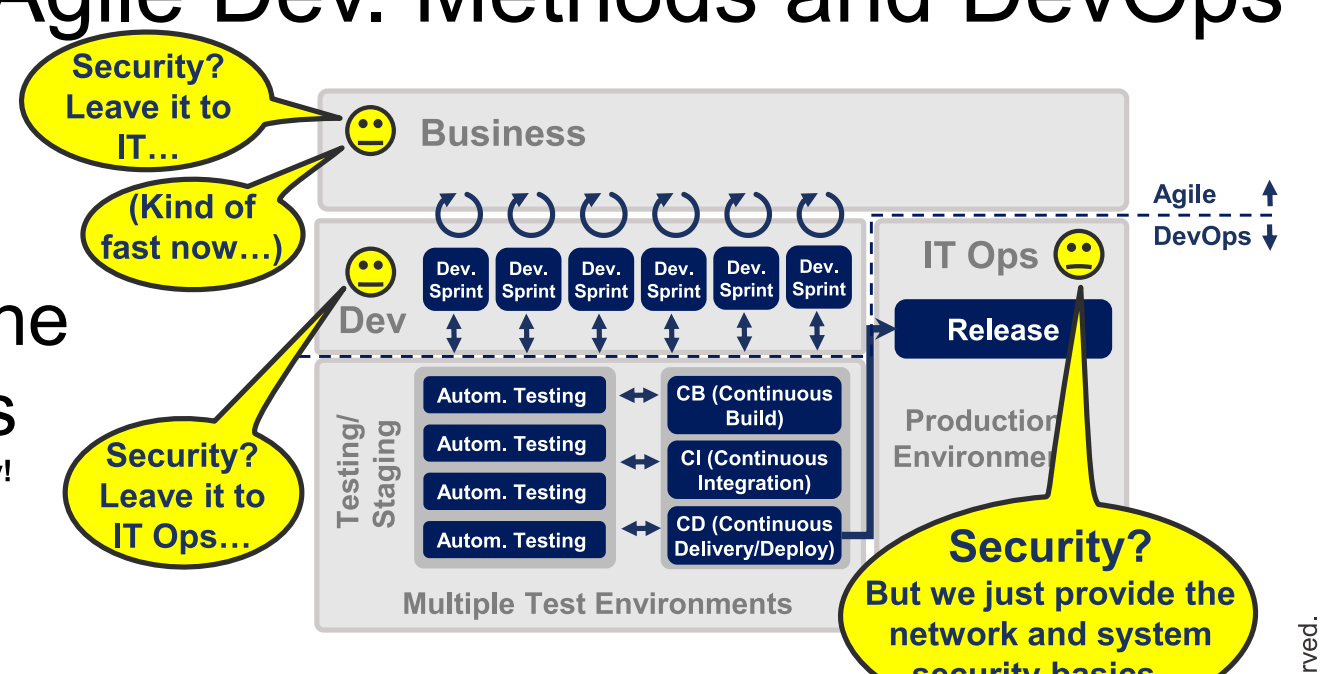 Agile Dev. Methods and DevOps
Security?
Leave it to
IT…
(Kind of
fast now…)
Business
Agile
DevOps
Dev.
Sprint
Dev.
Sprint
Dev.
Sprint
Dev.
Sprint
Dev.
Sprint
Dev.
Sprint
Dev
IT Ops
Release
Production
Testing/
Staging
Autom. Testing
Autom. Testing
Autom. Testing
Autom. Testing
CB (Continuous
Build)
CI (Continuous
Integration)
CD (Continuous
Delivery/Deploy)
Multiple Test Environments
Security?
Leave it to
IT Ops…
Security?
But we just provide the
network and system
security basics